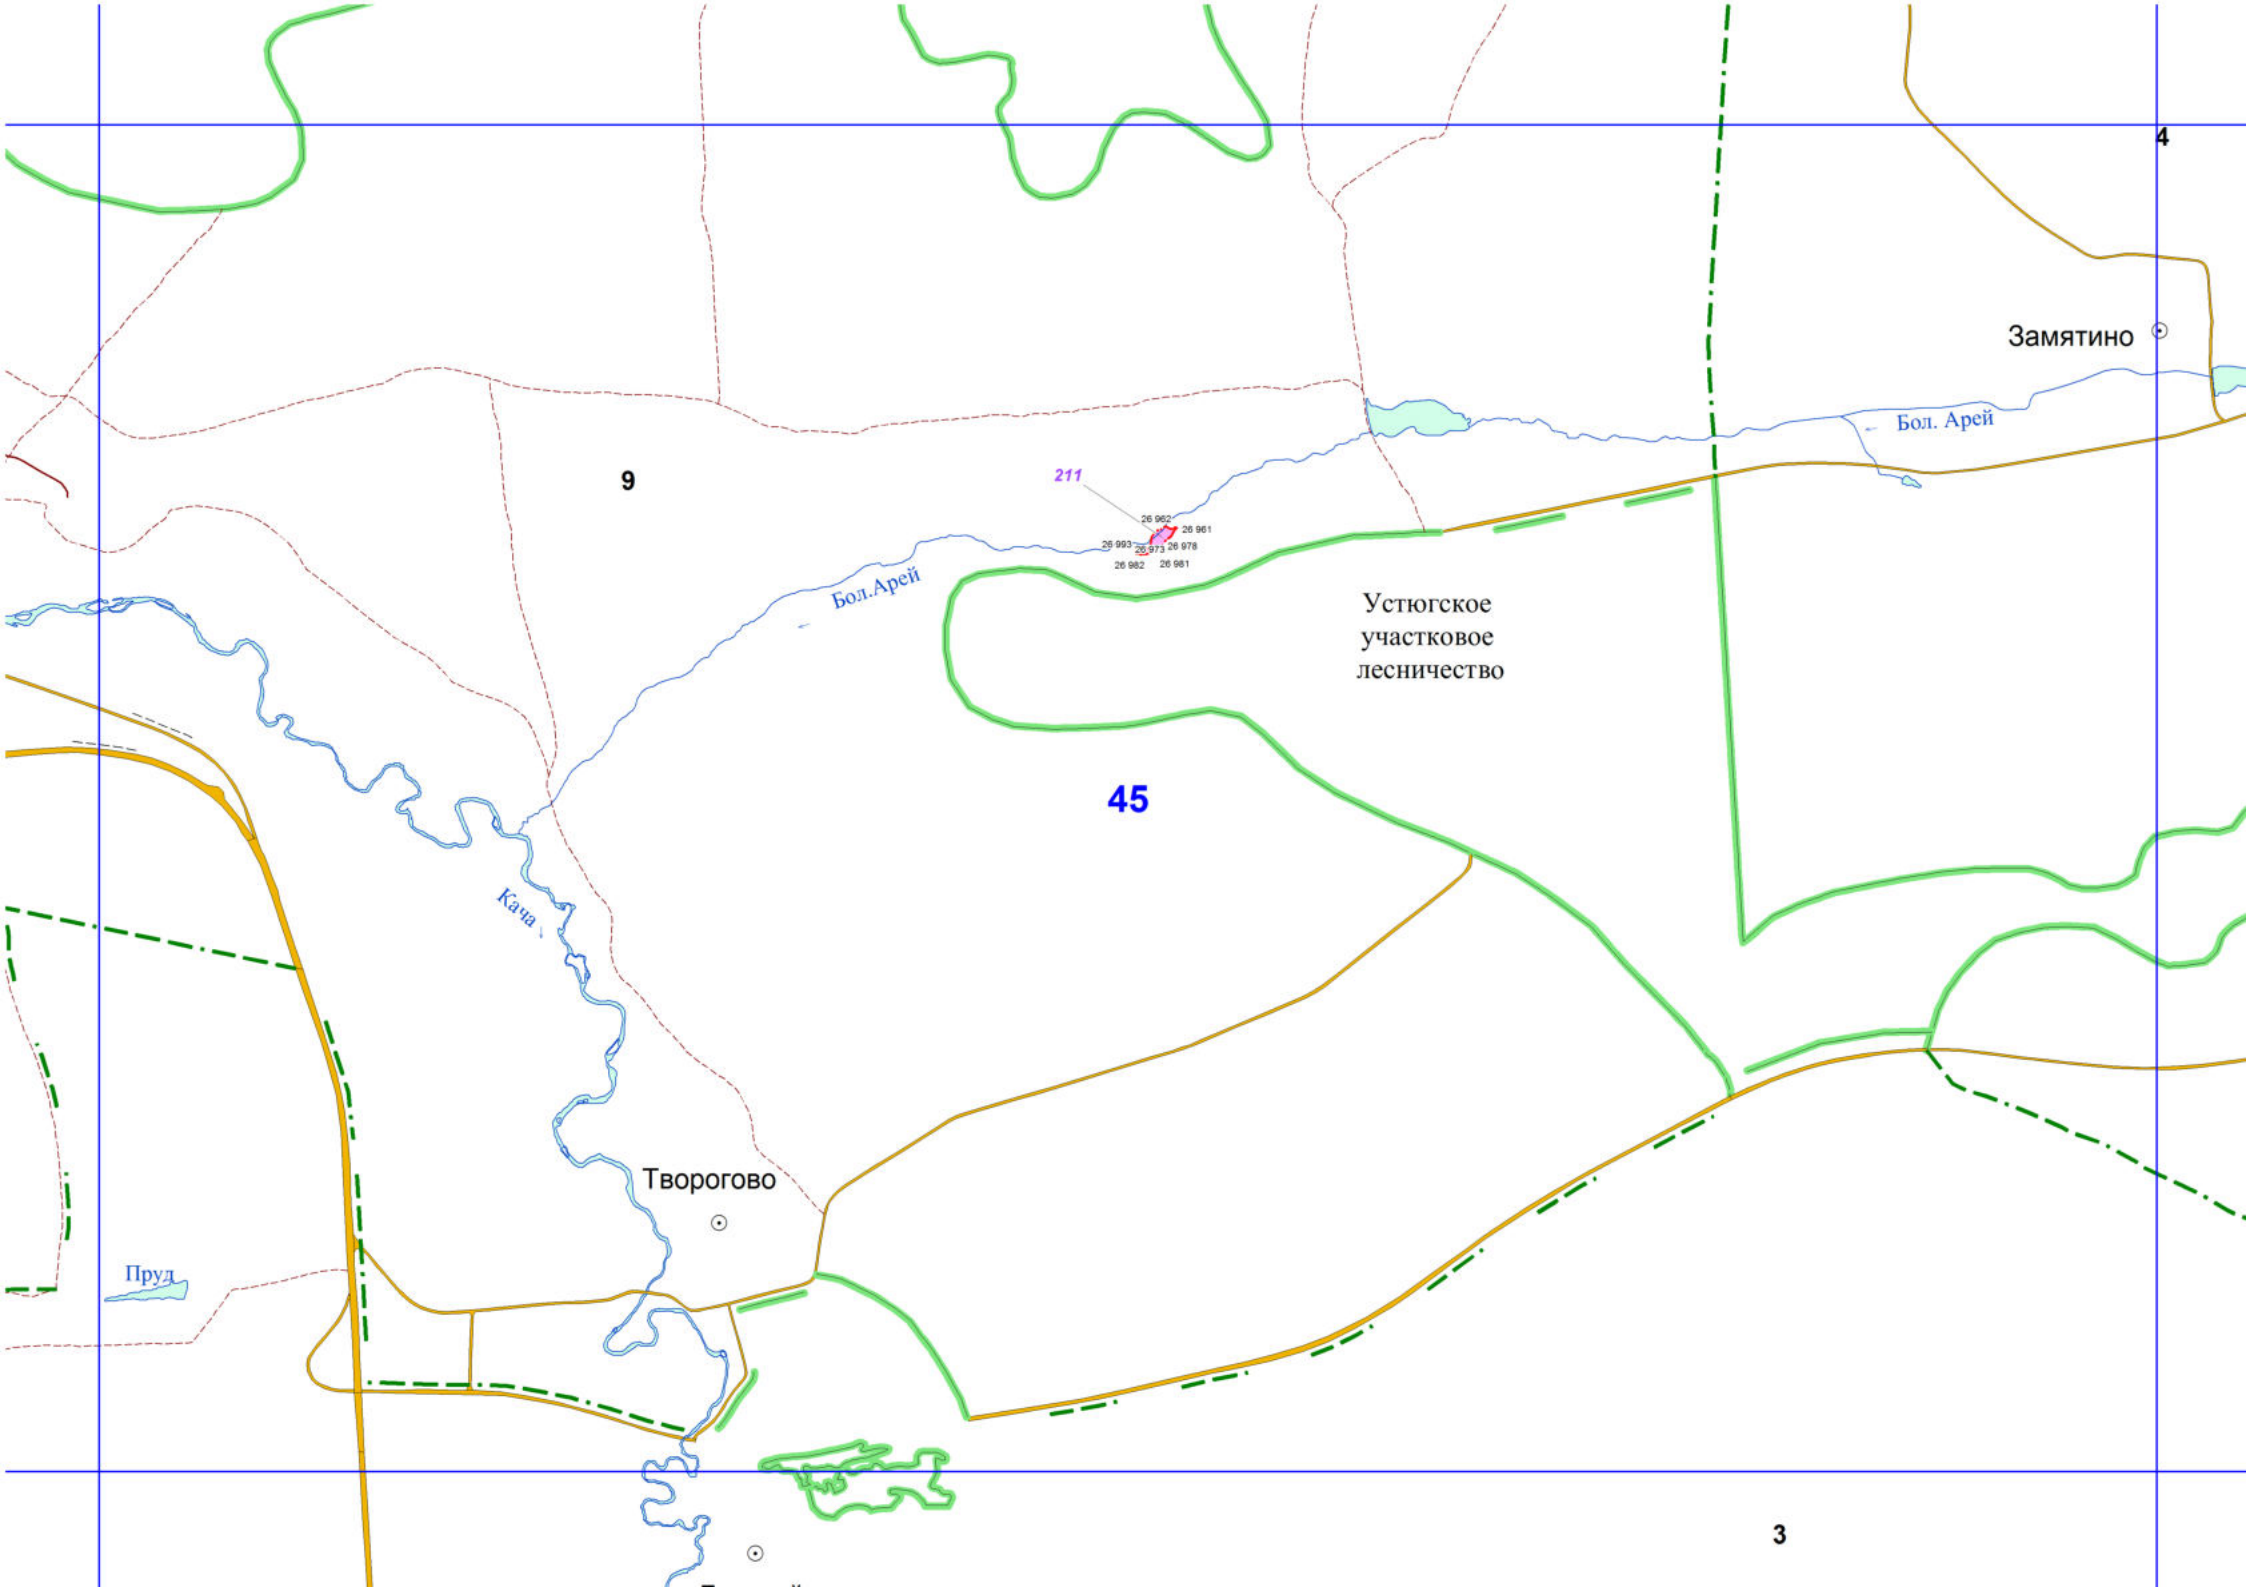 4
Замятино
Бол. Арей
9
211
26 962
26 961
26 993
26 973
26 978
26 982
26 981
Бол.Арей
Устюгское
участковое
лесничество
45
Кача
Творогово
Пруд
3